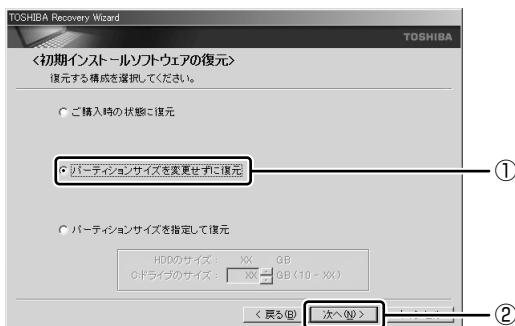 TOSHIBA Recovery Wizard
TOSHIBA
<初期インストールソフトウェアの復元>
復元する構成を選択してください。
ご購入時の状態に復元
パーティションサイズを変更せずに復元
①
パーティションサイズを指定して復元
HDDのサイズ： XX GB
C:ドライブのサイズ： XX GB (10 - XX)
< 戻る(B) 次へ(N) >
②